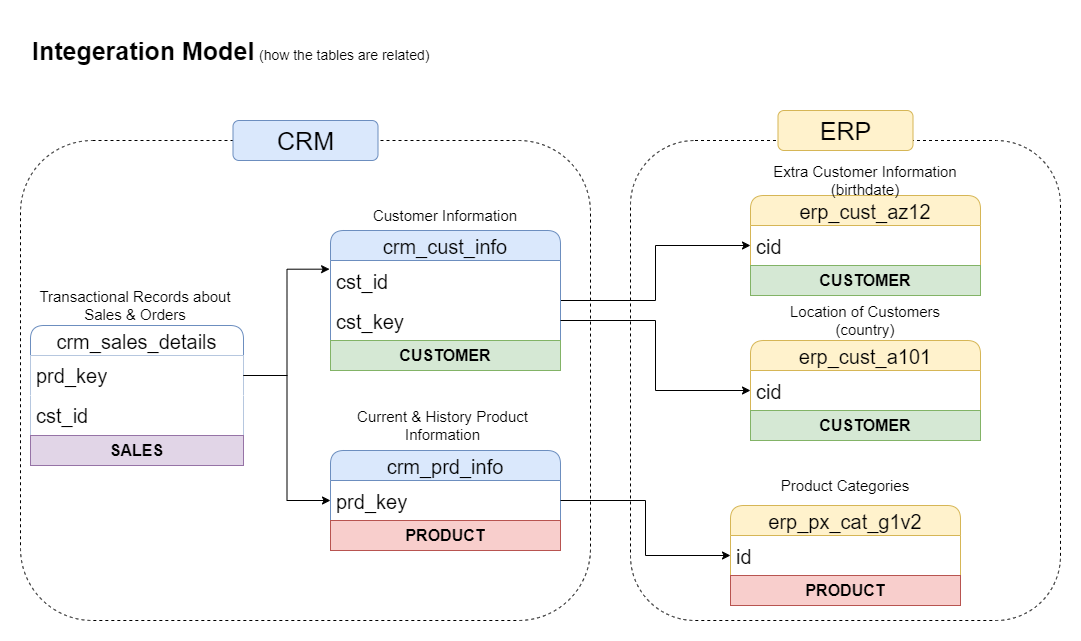 Integeration Model (how the tables are related)
CRM
ERP
Extra Customer Information
(birthdate)
erp_cust_az12
cid
CUSTOMER
Customer Information
crm_cust_info
cst_id
cst_key
CUSTOMER
Transactional Records about
Sales & Orders
crm_sales_details
prd_key
cst_id
SALES
Location of Customers
(country)
erp_cust_a101
cid
CUSTOMER
Current & History Product
Information
crm_prd_info
prd_key
PRODUCT
Product Categories
erp_px_cat_g1v2
id
PRODUCT